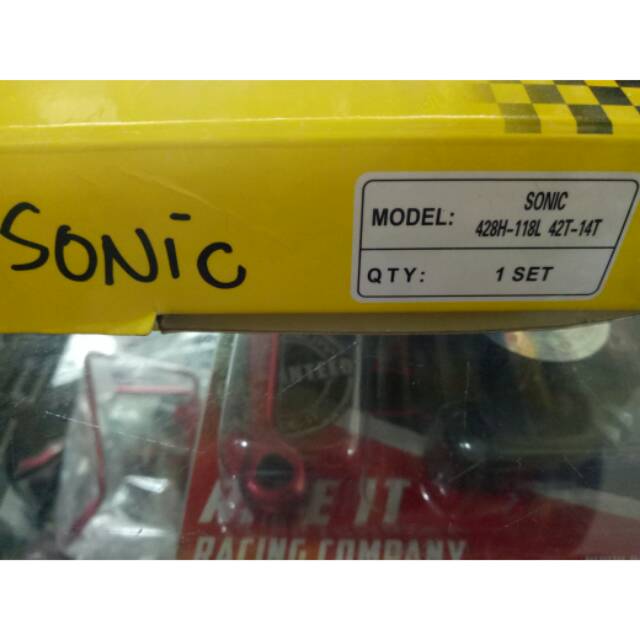 SONIC
MODEL: SONIC
428H-118L 42T-14T
QTY: 1 SET
RACING COMPANY